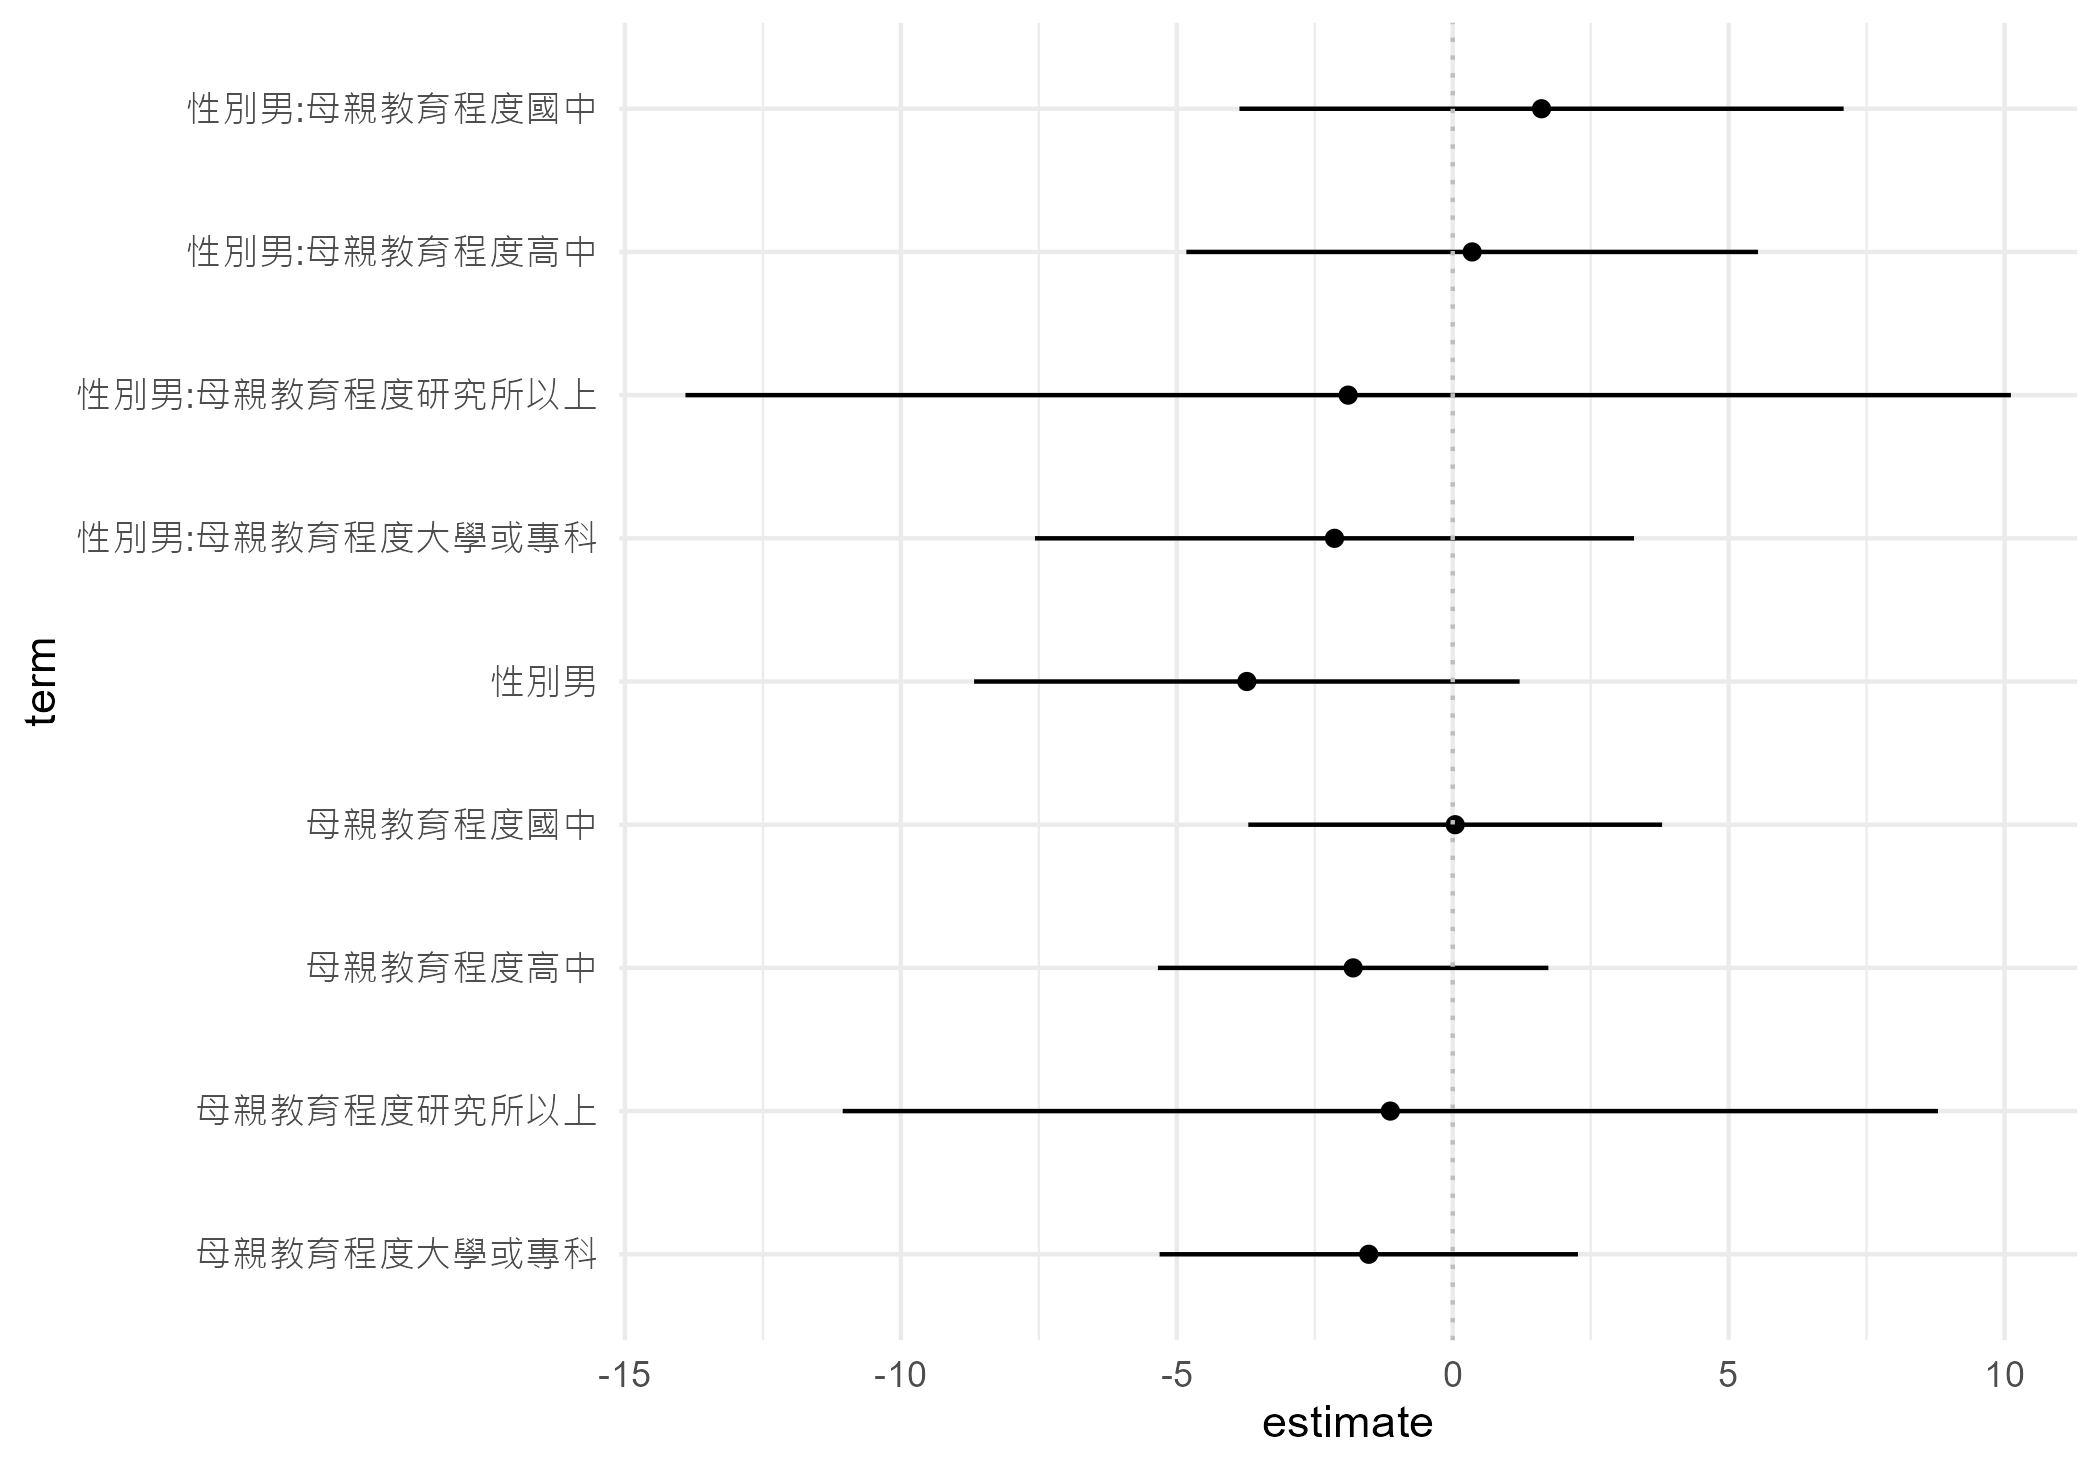 性別男:母親教育程度國中
性別男:母親教育程度高中
性別男:母親教育程度研究所以上
性別男:母親教育程度大學或專科
性別男
母親教育程度國中
母親教育程度高中
母親教育程度研究所以上
母親教育程度大學或專科
term
-15 -10 -5 0 5 10
estimate